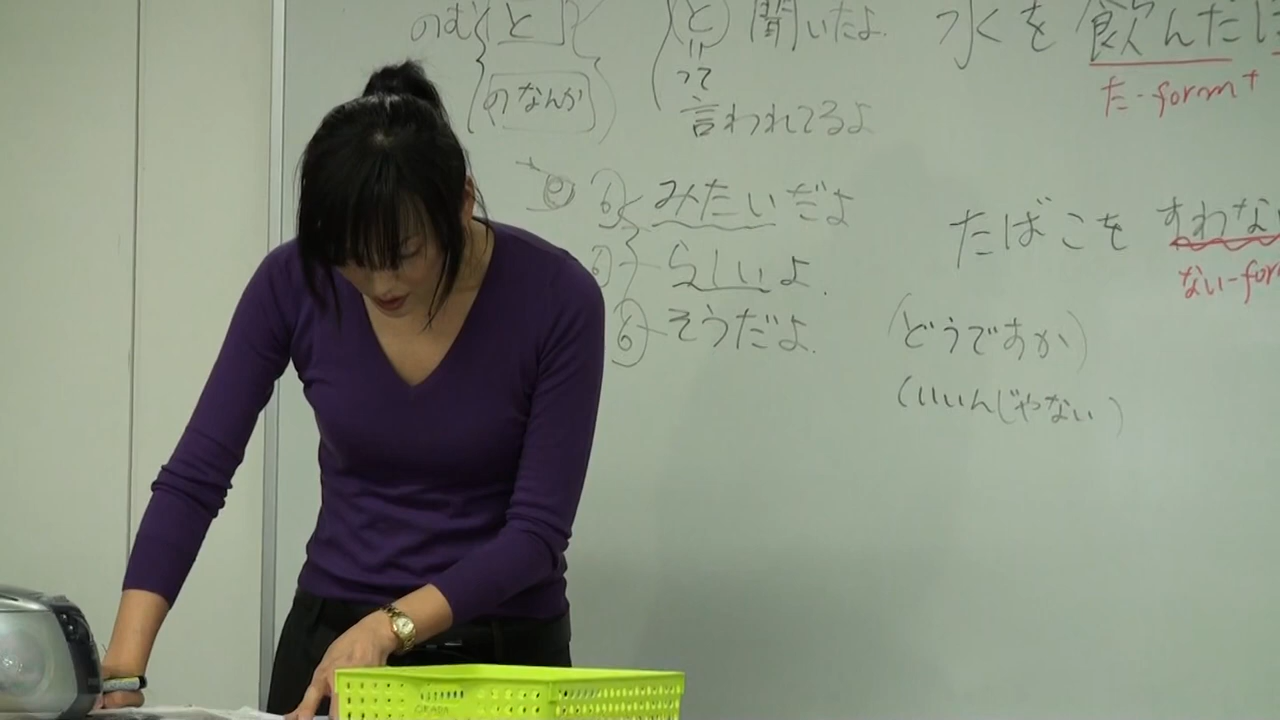 のむ と
(と) 聞いたよ.
水を飲んだほ
のなんか
って
た-form +
言われてるよ
みたいだよ
たばこを すわない
らしいよ.
ない-for
そうだよ.
(どうですか)
(いいんじゃない)
OKADA